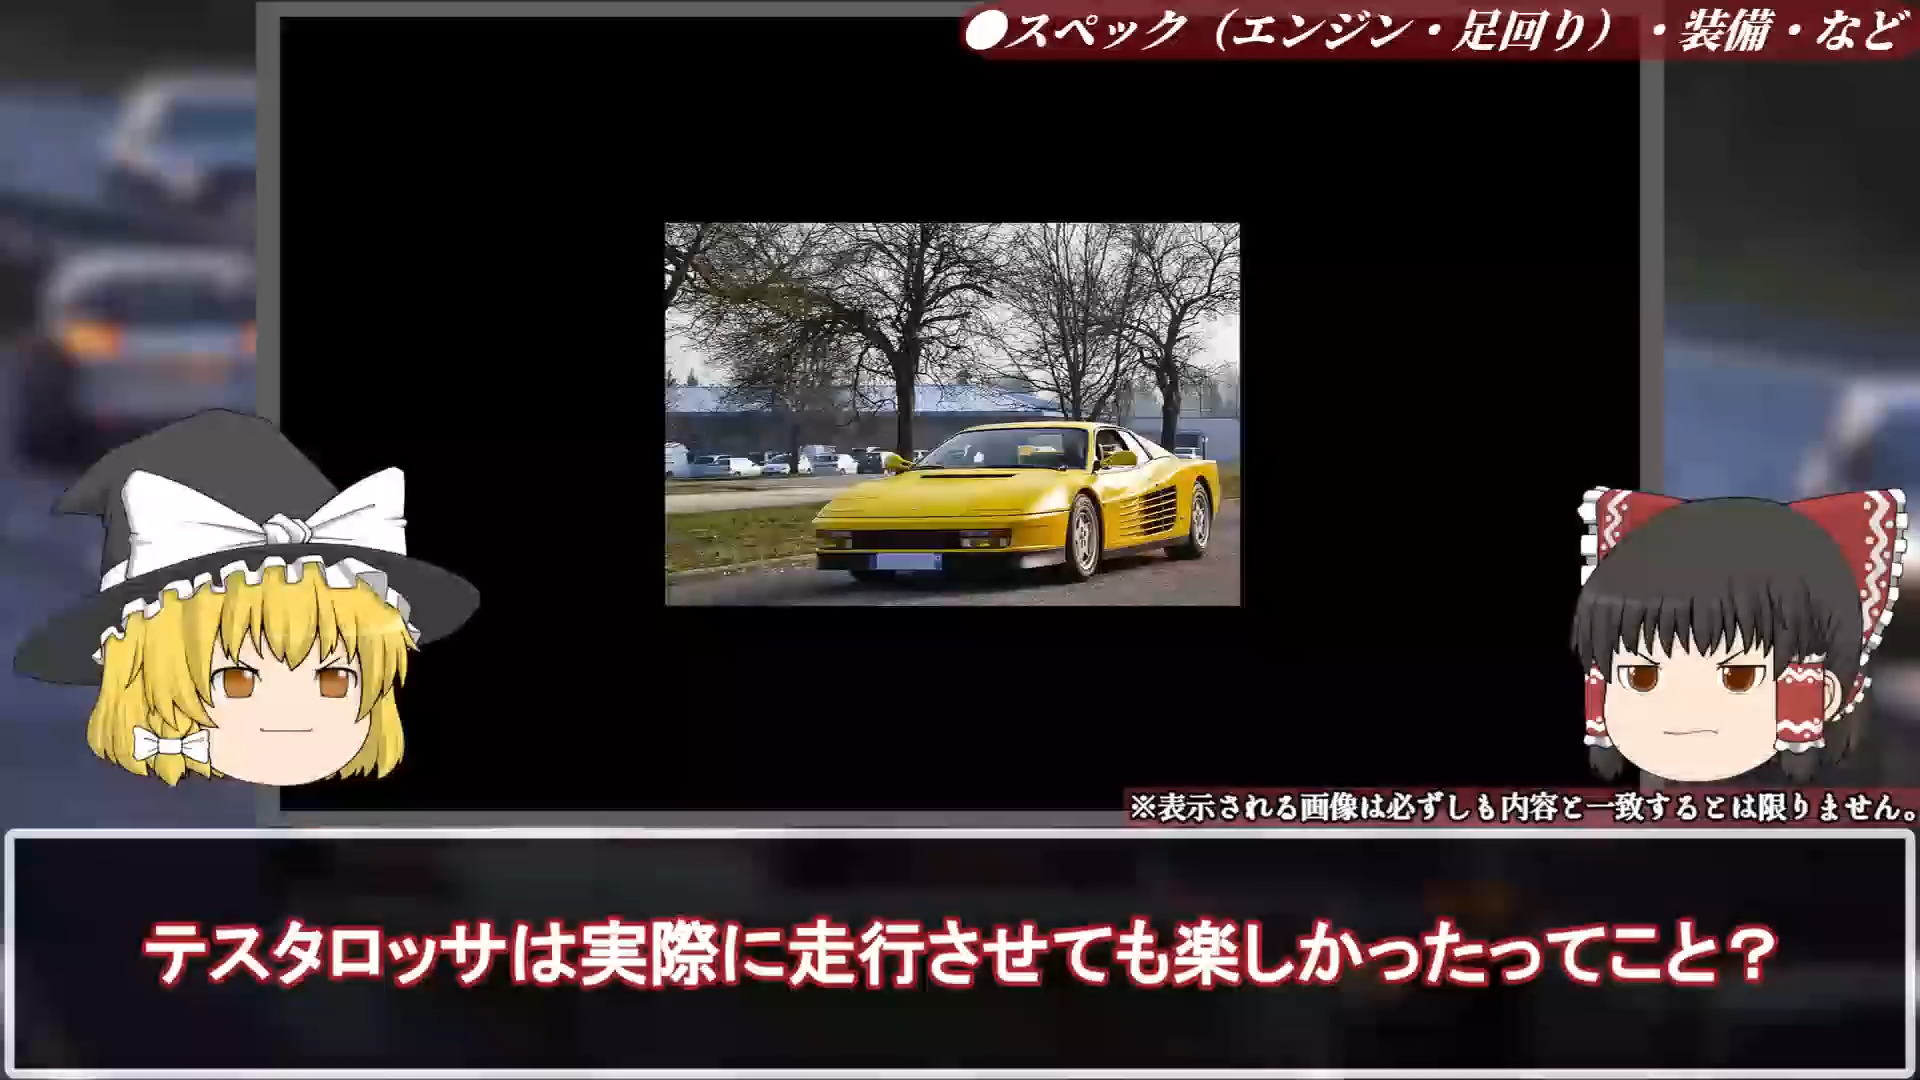 ●スペック（エンジン・足回り）・装備・など
※表示される画像は必ずしも内容と一致するとは限りません。
テスタロッサは実際に走行させても楽しかったってこと？